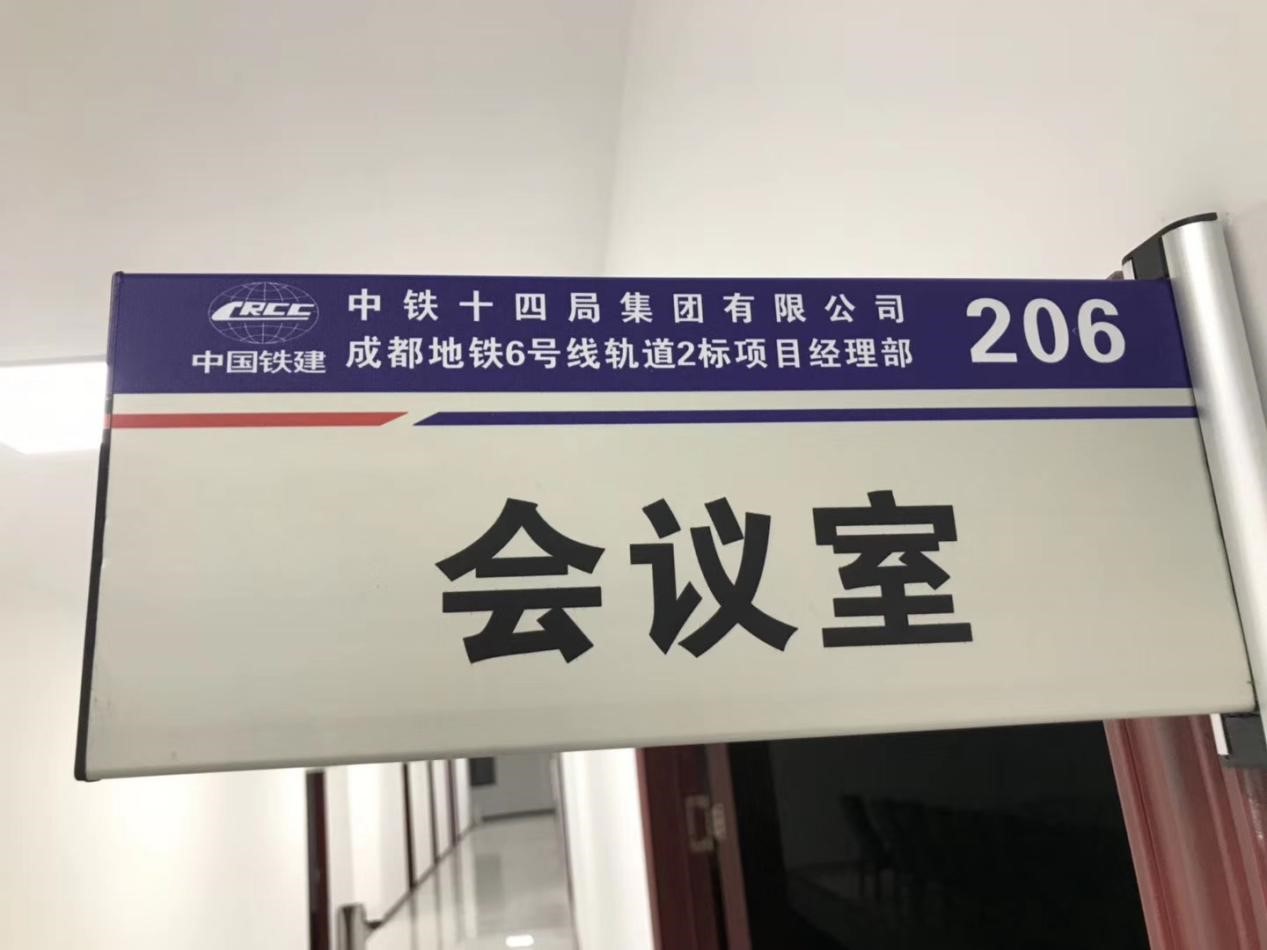 CRCC
中国铁建
中铁十四局集团有限公司
成都地铁6号线轨道2标项目经理部
206
会议室